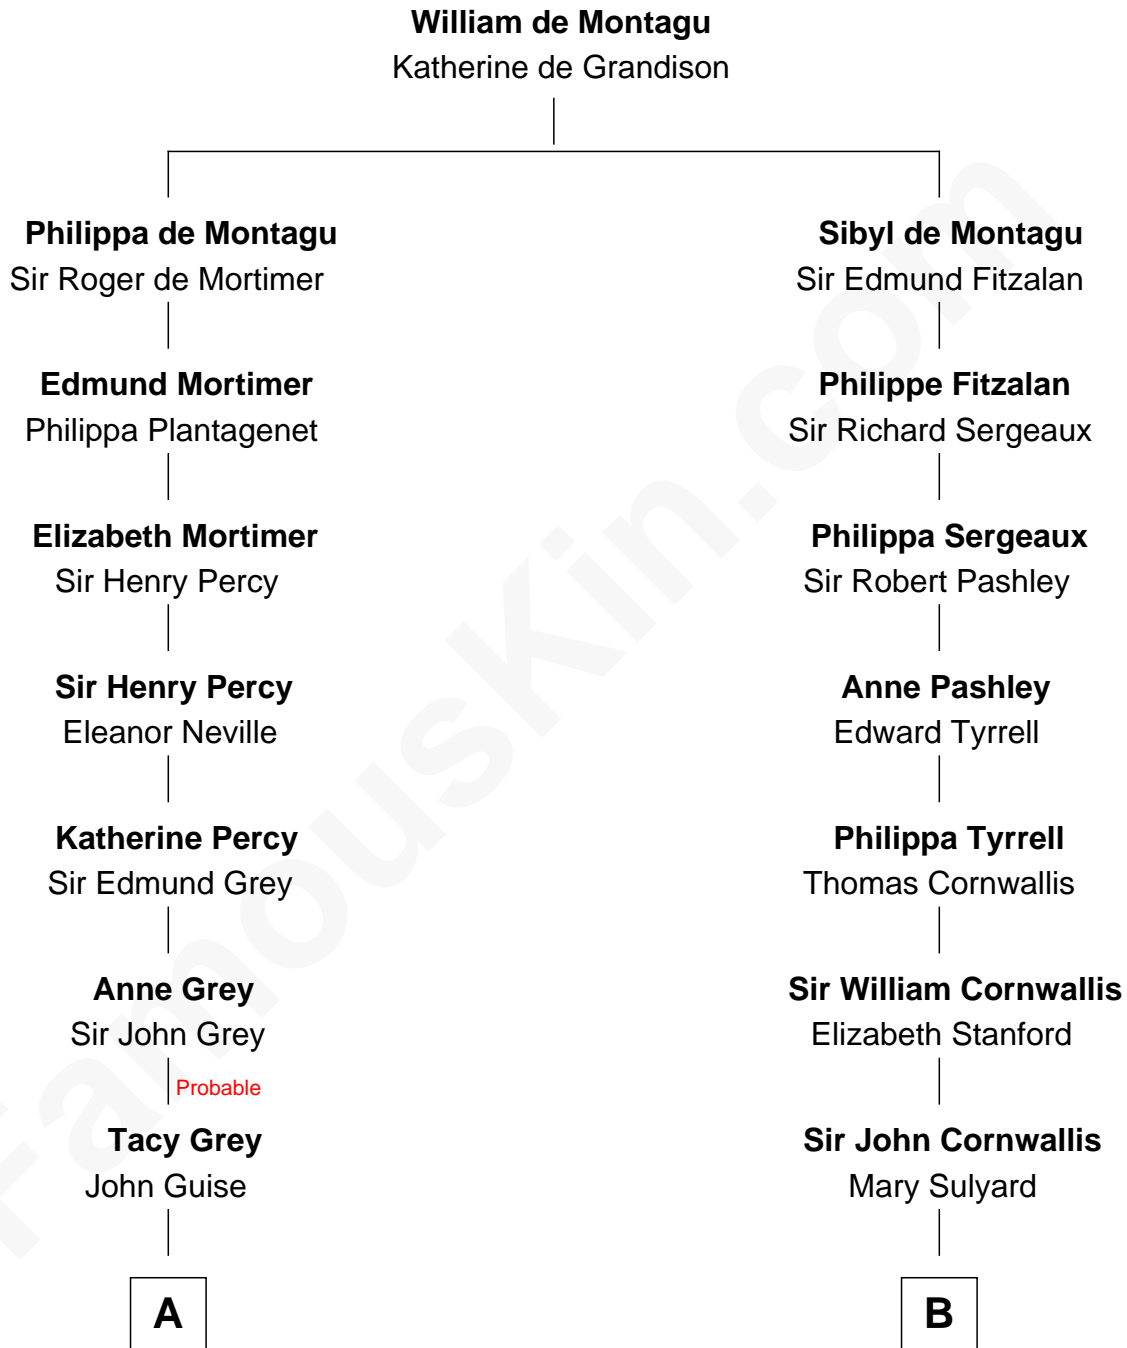 William de Montagu
Katherine de Grandison
Philippa de Montagu
Sir Roger de Mortimer
Sibyl de Montagu
Sir Edmund Fitzalan
Edmund Mortimer
Philippa Plantagenet
Philippe Fitzalan
Sir Richard Sergeaux
Elizabeth Mortimer
Sir Henry Percy
Philippa Sergeaux
Sir Robert Pashley
Sir Henry Percy
Eleanor Neville
Anne Pashley
Edward Tyrrell
Katherine Percy
Sir Edmund Grey
Philippa Tyrrell
Thomas Cornwallis
Anne Grey
Sir John Grey
Sir William Cornwallis
Elizabeth Stanford
Probable
Tacy Grey
John Guise
Sir John Cornwallis
Mary Sulyard
A
B
FamousKin.com